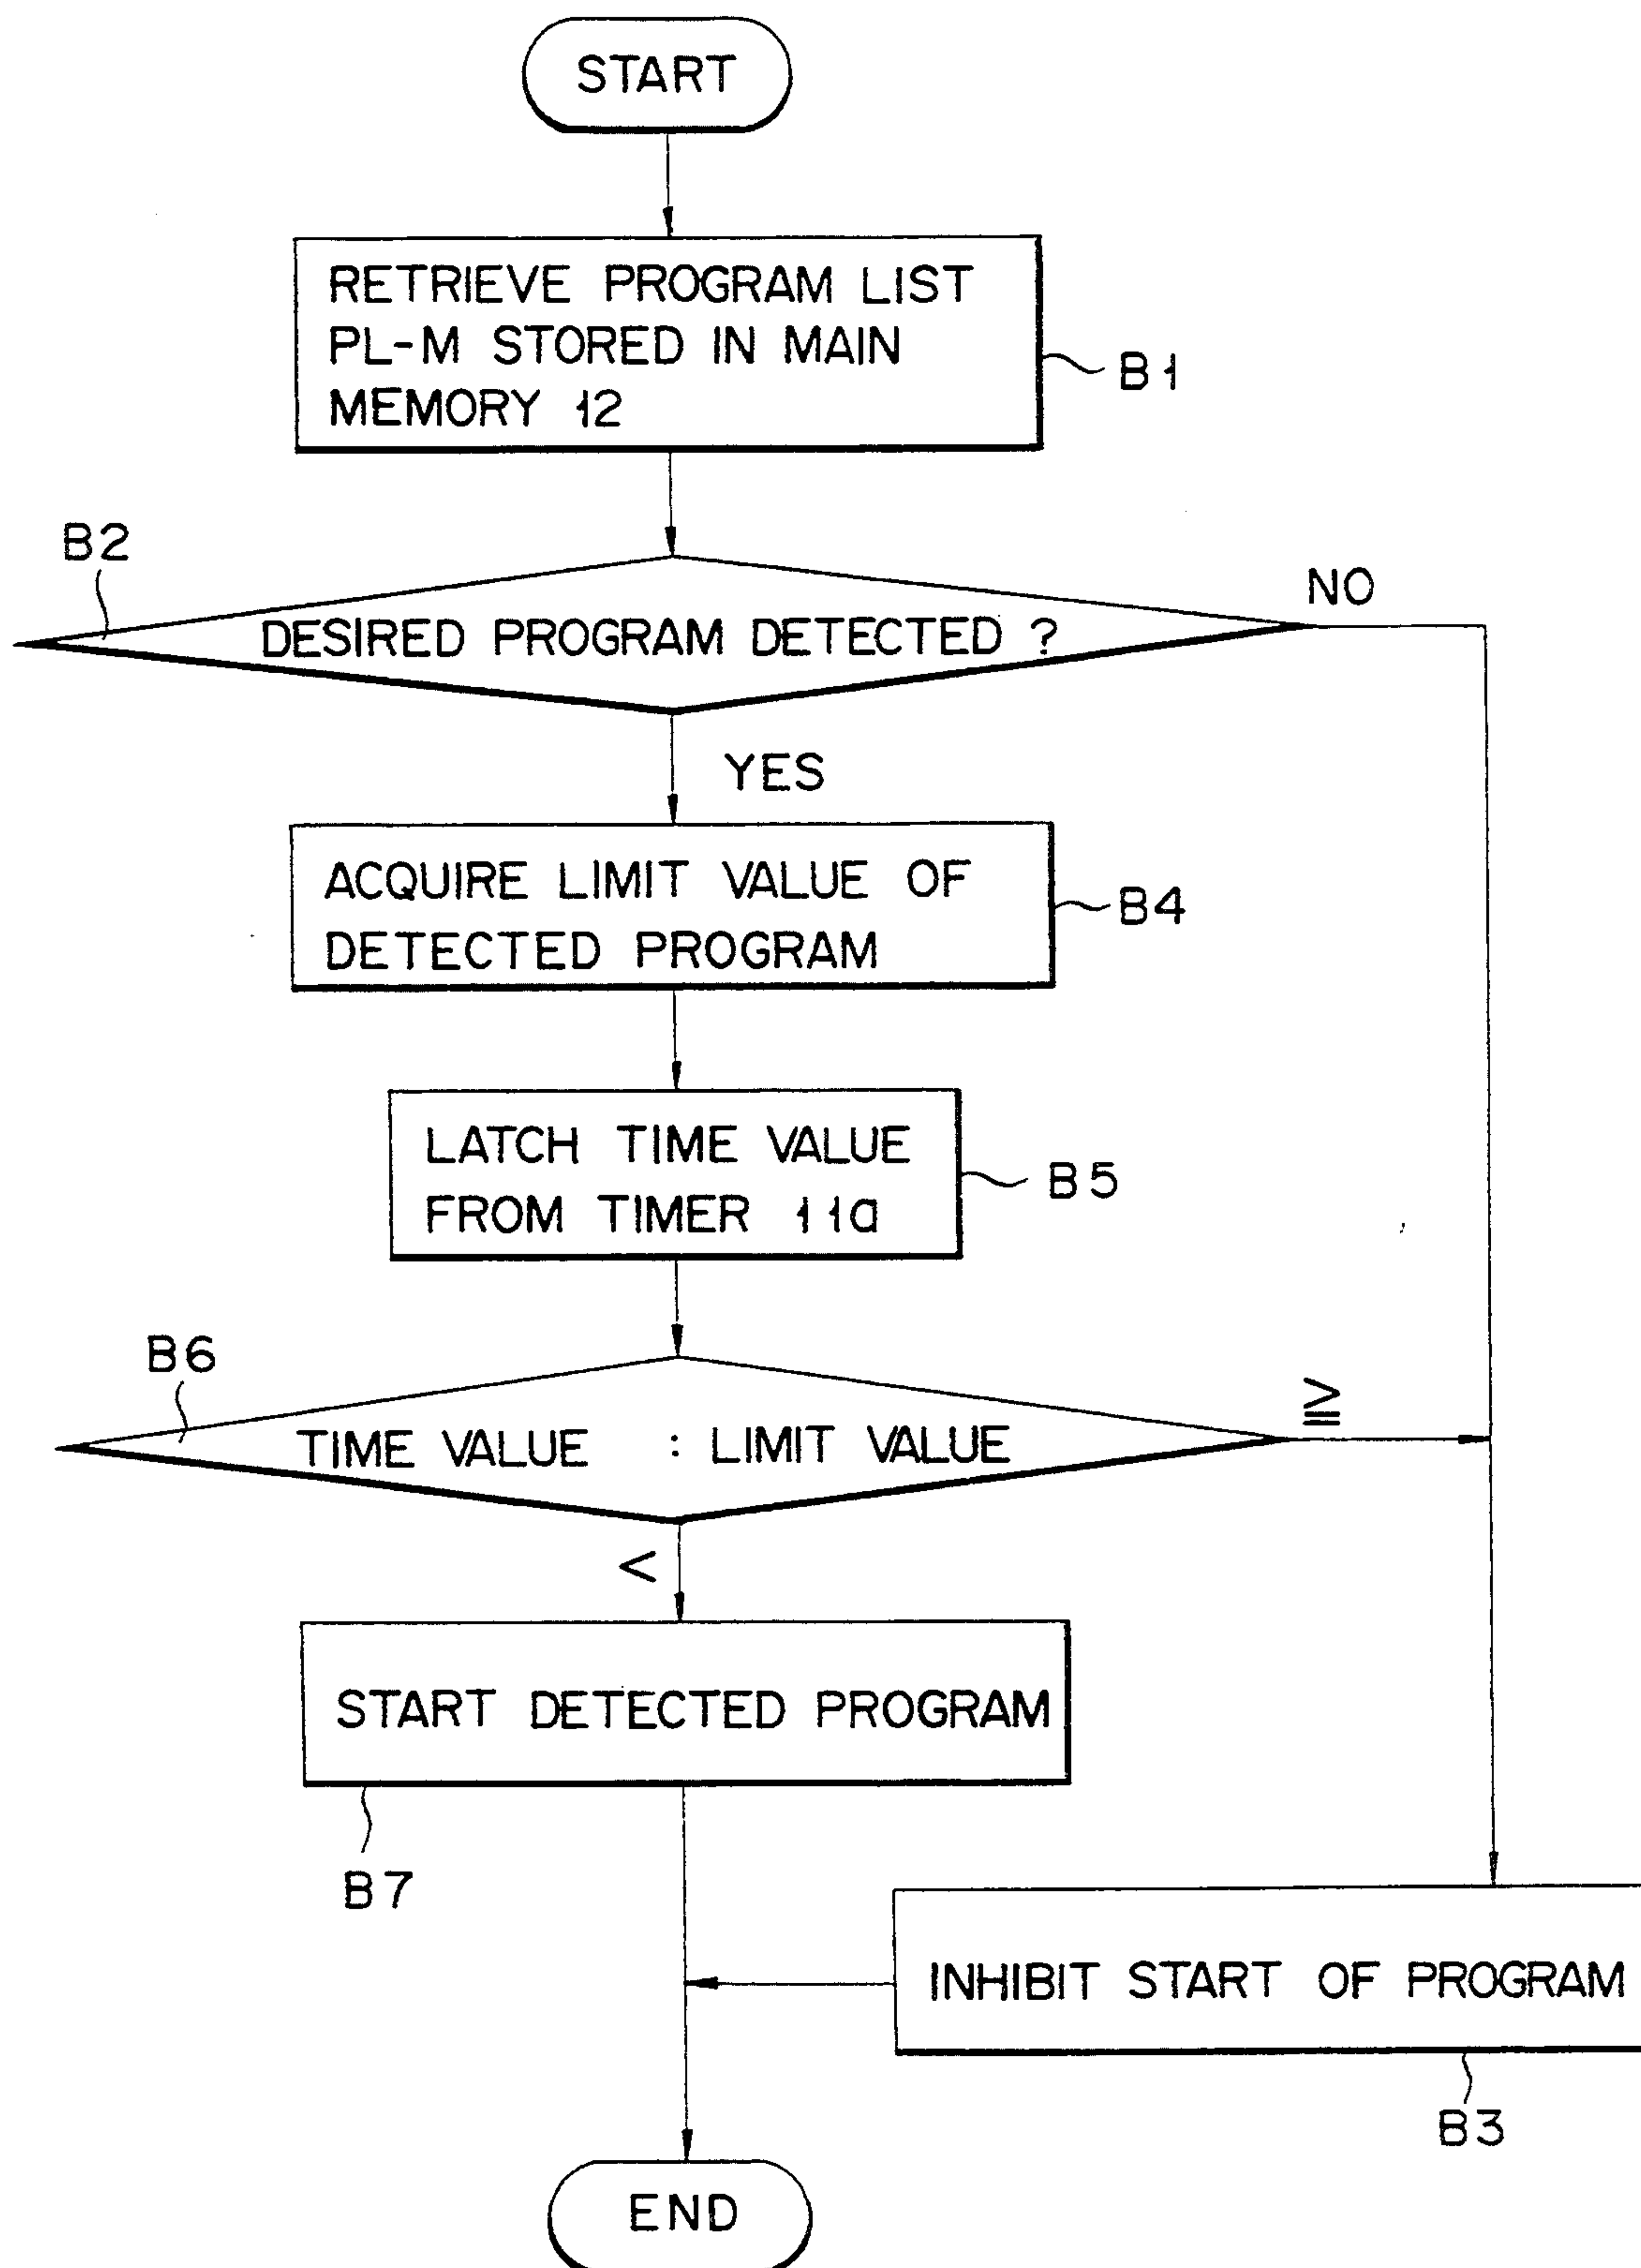 START
RETRIEVE PROGRAM LIST
PL-M STORED IN MAIN
MEMORY 12
B1
B2
NO
DESIRED PROGRAM DETECTED ?
YES
ACQUIRE LIMIT VALUE OF
DETECTED PROGRAM
B4
LATCH TIME VALUE
FROM TIMER 11a
B5
B6
≧
TIME VALUE : LIMIT VALUE
<
START DETECTED PROGRAM
B7
INHIBIT START OF PROGRAM
B3
END